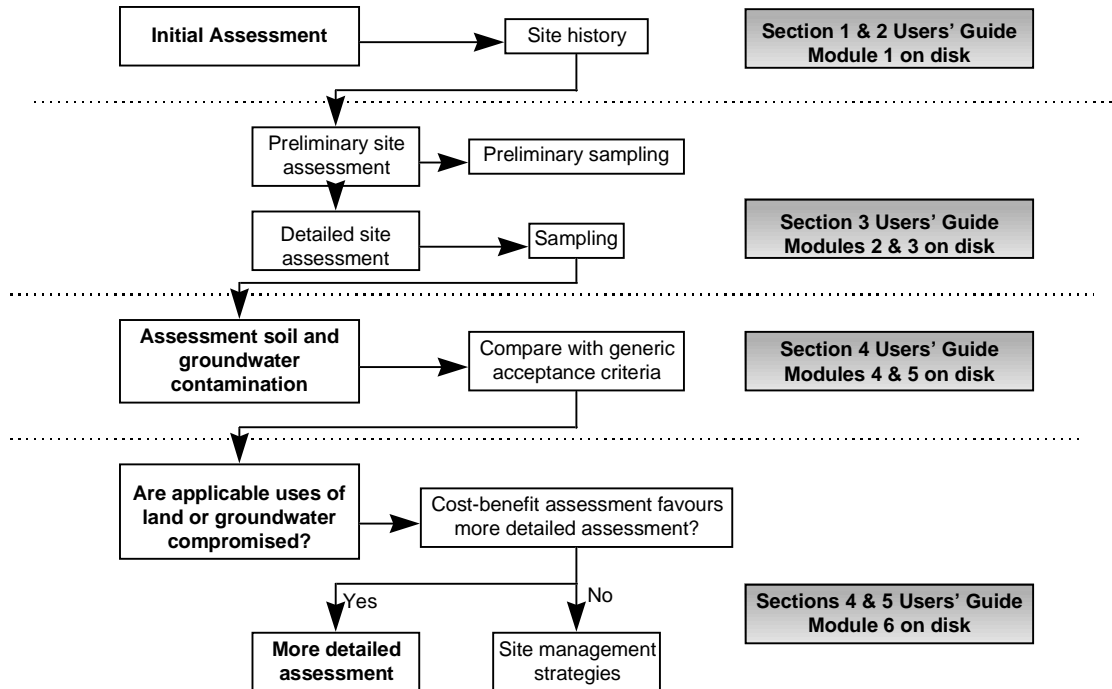 Initial Assessment
Site history
Section 1 & 2 Users’ Guide
Module 1 on disk
Preliminary site
assessment
Preliminary sampling
Detailed site
assessment
Sampling
Section 3 Users’ Guide
Modules 2 & 3 on disk
Assessment soil and
groundwater
contamination
Compare with generic
acceptance criteria
Section 4 Users’ Guide
Modules 4 & 5 on disk
Are applicable uses of
land or groundwater
compromised?
Cost-benefit assessment favours
more detailed assessment?
Yes
No
More detailed
assessment
Site management
strategies
Sections 4 & 5 Users’ Guide
Module 6 on disk